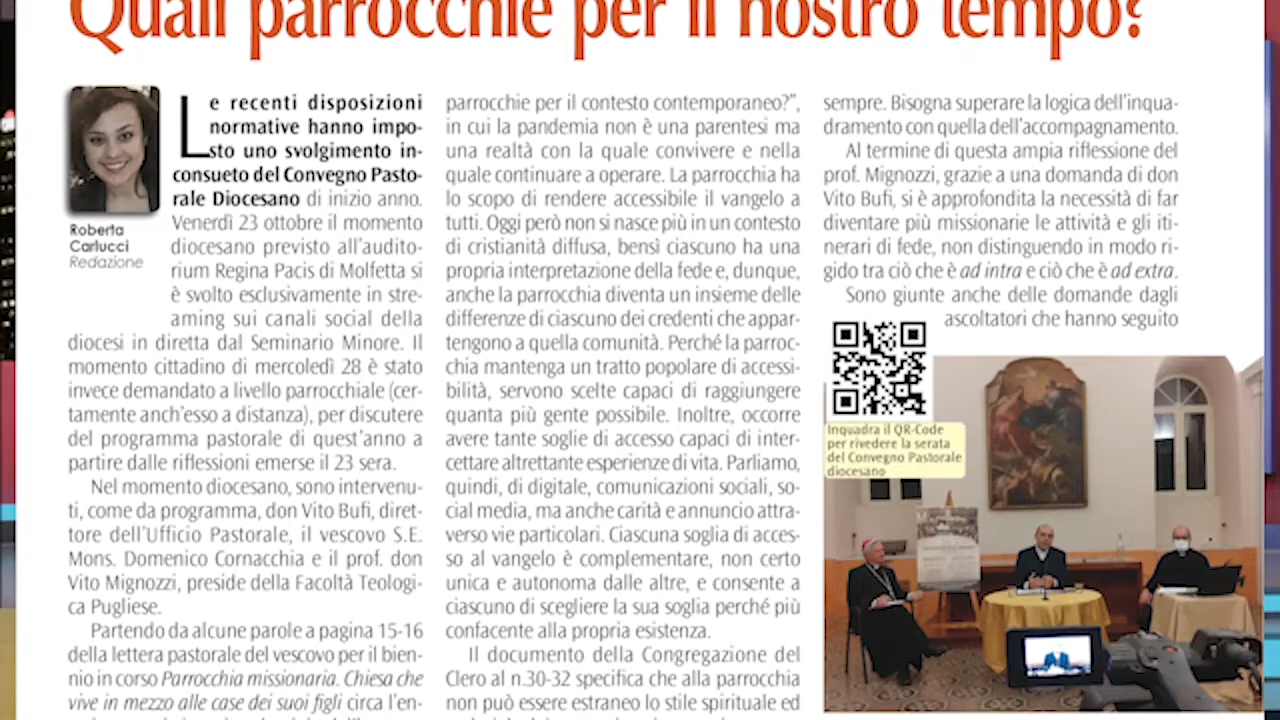 Quali parrocchie per il nostro tempo?
Roberta
Carlucci
Redazione
Le recenti disposizioni
normative hanno impo-
sto uno svolgimento in-
consueto del Convegno Pasto-
rale Diocesano di inizio anno.
Venerdì 23 ottobre il momento
diocesano previsto all'audito-
rium Regina Pacis di Molfetta si
è svolto esclusivamente in stre-
aming sui canali social della
diocesi in diretta dal Seminario Minore. Il
momento cittadino di mercoledì 28 è stato
invece demandato a livello parrocchiale (cer-
tamente anch'esso a distanza), per discutere
del programma pastorale di quest'anno a
partire dalle riflessioni emerse il 23 sera.
Nel momento diocesano, sono intervenu-
ti, come da programma, don Vito Bufi, diret-
tore dell'Ufficio Pastorale, il vescovo S.E.
Mons. Domenico Cornacchia e il prof. don
Vito Mignozzi, preside della Facoltà Teologi-
ca Pugliese.
Partendo da alcune parole a pagina 15-16
della lettera pastorale del vescovo per il bien-
nio in corso Parrocchia missionaria. Chiesa che
vive in mezzo alle case dei suoi figli circa l'en-
parrocchie per il contesto contemporaneo?",
in cui la pandemia non è una parentesi ma
una realtà con la quale convivere e nella
quale continuare a operare. La parrocchia ha
lo scopo di rendere accessibile il vangelo a
tutti. Oggi però non si nasce più in un contesto
di cristianità diffusa, bensì ciascuno ha una
propria interpretazione della fede e, dunque,
anche la parrocchia diventa un insieme delle
differenze di ciascuno dei credenti che appar-
tengono a quella comunità. Perché la parroc-
chia mantenga un tratto popolare di accessi-
bilità, servono scelte capaci di raggiungere
quanta più gente possibile. Inoltre, occorre
avere tante soglie di accesso capaci di inter-
cettare altrettante esperienze di vita. Parliamo,
quindi, di digitale, comunicazioni sociali, so-
cial media, ma anche carità e annuncio attra-
verso vie particolari. Ciascuna soglia di acces-
so al vangelo è complementare, non certo
unica e autonoma dalle altre, e consente a
ciascuno di scegliere la sua soglia perché più
confacente alla propria esistenza.
Il documento della Congregazione del
Clero al n.30-32 specifica che alla parrocchia
non può essere estraneo lo stile spirituale ed
sempre. Bisogna superare la logica dell'inqua-
dramento con quella dell'accompagnamento.
Al termine di questa ampia riflessione del
prof. Mignozzi, grazie a una domanda di don
Vito Bufi, si è approfondita la necessità di far
diventare più missionarie le attività e gli iti-
nerari di fede, non distinguendo in modo ri-
gido tra ciò che è ad intra e ciò che è ad extra.
Sono giunte anche delle domande dagli
ascoltatori che hanno seguito
Inquadra il QR-Code
per rivedere la serata
del Convegno Pastorale
diocesano